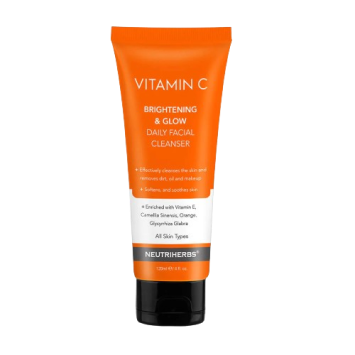 VITAMIN C
BRIGHTENING
& GLOW
DAILY FACIAL
CLEANSER
• Effectively cleanses the skin and
removes dirt, oil and makeup.
• Softens, and soothes skin
• Enriched with Vitamin E,
Camellia Sinensis, Orange,
Glycyrrhiza Glabra
All Skin Types
NEUTRIHERBS®
120ml